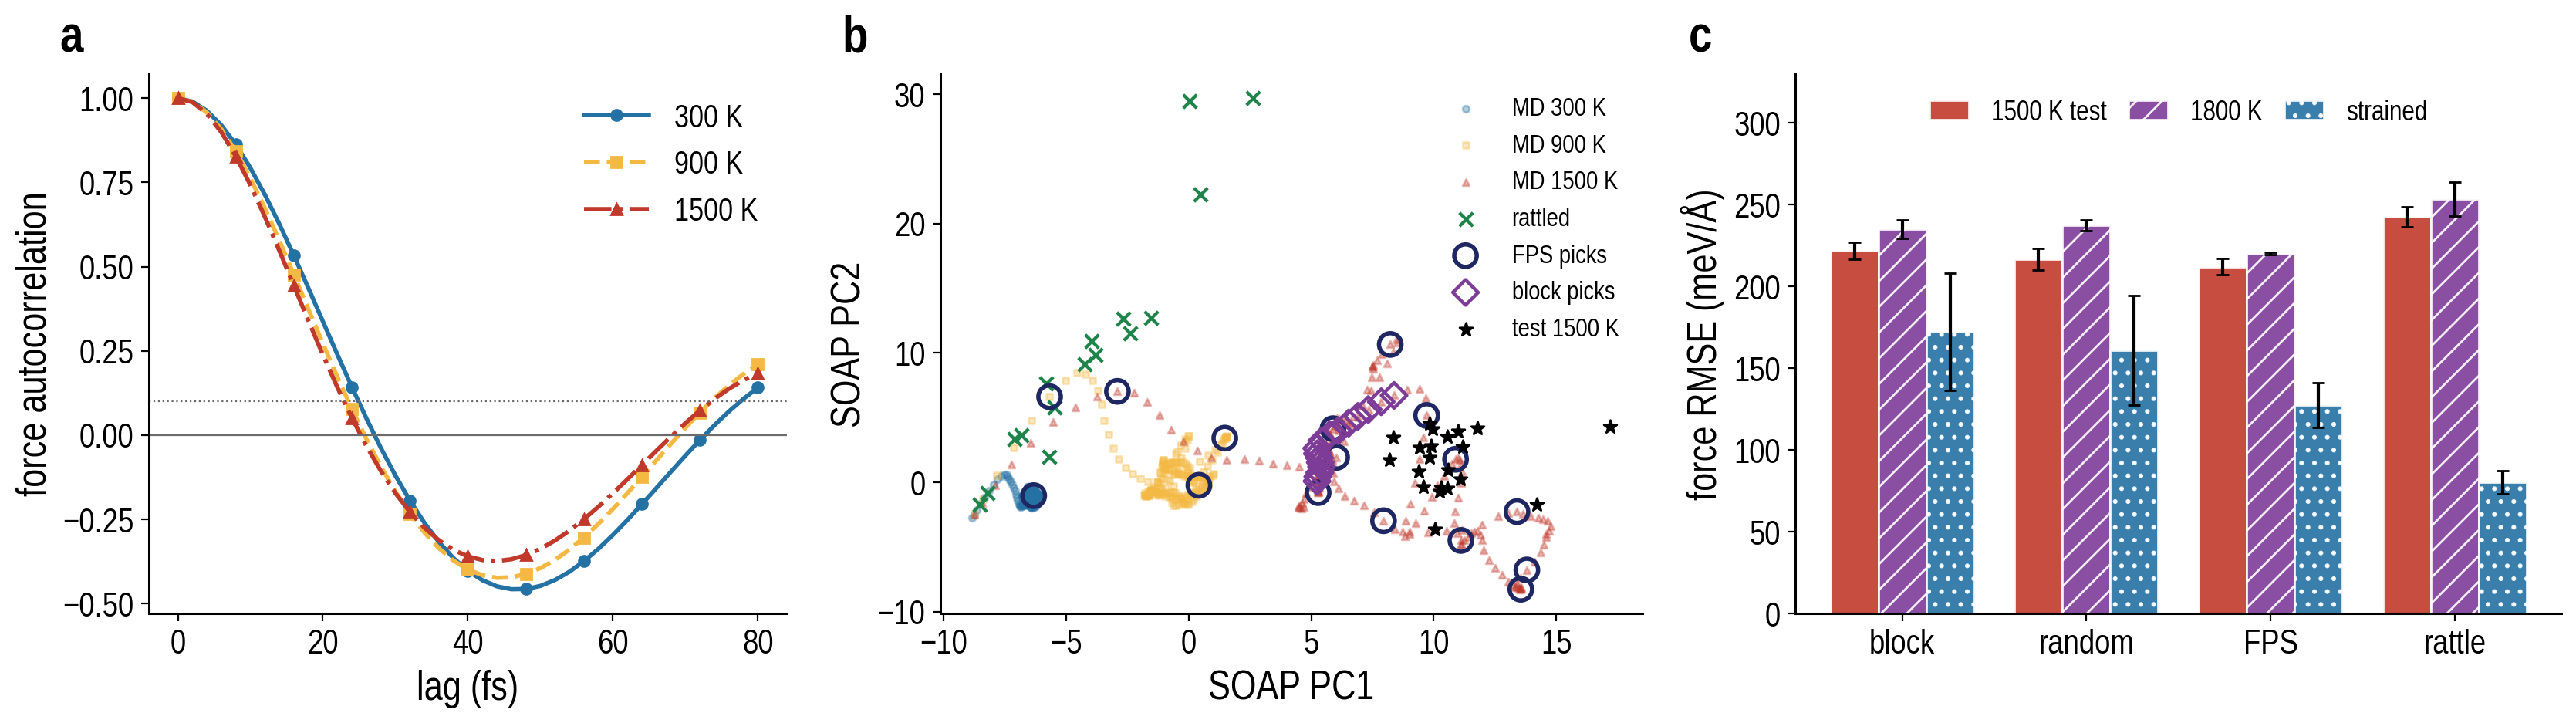 a
1.00
0.75
0.50
0.25
0.00
−0.25
−0.50
force autocorrelation
0 20 40 60 80
lag (fs)
300 K
900 K
1500 K
b
30
20
10
0
−10
SOAP PC2
−10 −5 0 5 10 15
SOAP PC1
MD 300 K
MD 900 K
MD 1500 K
rattled
FPS picks
block picks
test 1500 K
c
300
250
200
150
100
50
0
force RMSE (meV/Å)
1500 K test 1800 K strained
block random FPS rattle